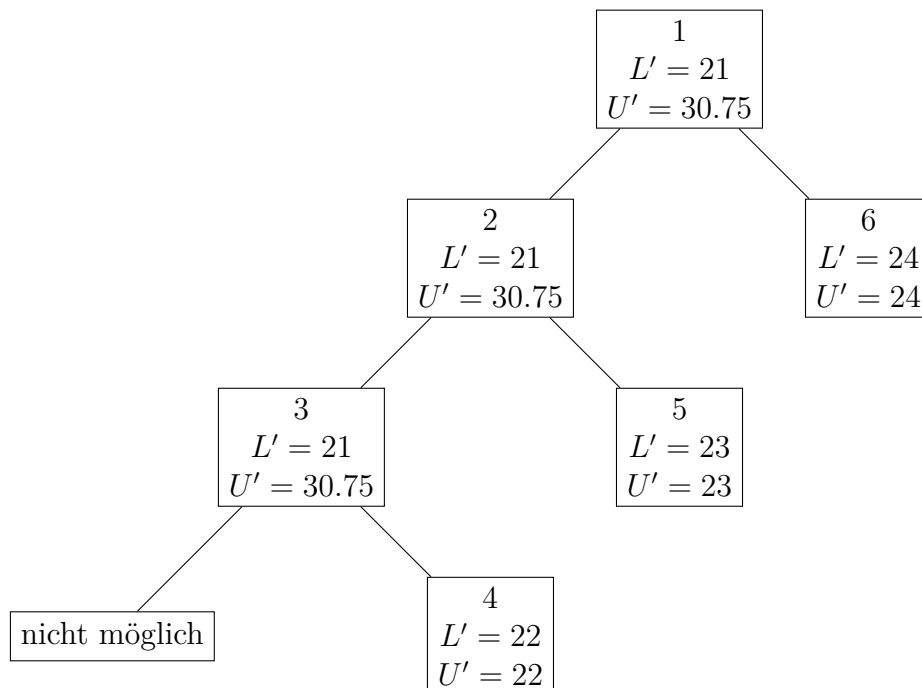 1
L′ = 21
U′ = 30.75
2
L′ = 21
U′ = 30.75
6
L′ = 24
U′ = 24
3
L′ = 21
U′ = 30.75
5
L′ = 23
U′ = 23
nicht möglich
4
L′ = 22
U′ = 22